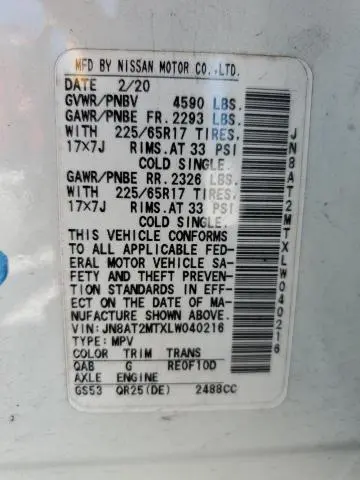 MFD BY NISSAN MOTOR CO.,LTD.
DATE 2/20
GVWR/PNBV 4590 LBS.
GAWR/PNBE FR.2293 LBS.
WITH 225/65R17 TIRES.
17×7J RIMS.AT 33 PSI
COLD SINGLE.
GAWR/PNBE RR.2326 LBS.
WITH 225/65R17 TIRES.
17×7J RIMS.AT 33 PSI
COLD SINGLE.
THIS VEHICLE CONFORMS
TO ALL APPLICABLE FED-
ERAL MOTOR VEHICLE SA-
FETY AND THEFT PREVEN-
TION STANDARDS IN EFF-
ECT ON THE DATE OF MA-
NUFACTURE SHOWN ABOVE.
VIN:JN8AT2MTXLW040216
TYPE:MPV
COLOR TRIM TRANS
QAB G RE0F10D
AXLE ENGINE
GS53 QR25(DE) 2488CC
JN8AT2MTXLW040216